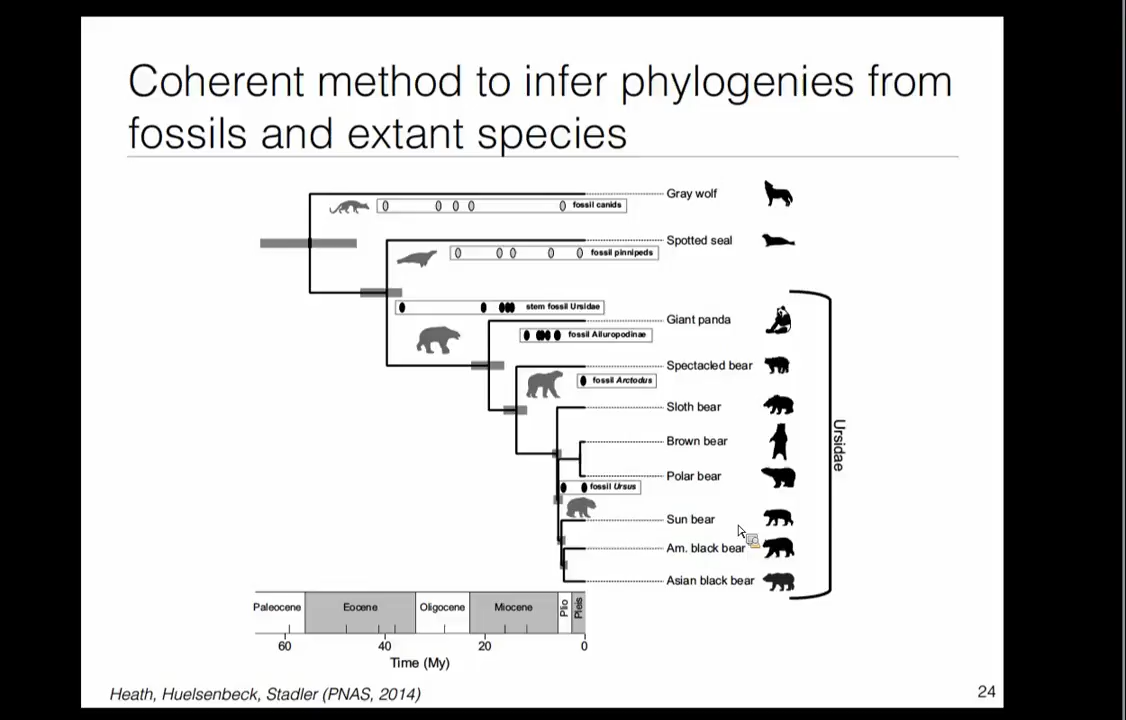 Coherent method to infer phylogenies from
fossils and extant species
Gray wolf
fossil canids
Spotted seal
fossil pinnipeds
stem fossil Ursidae
Giant panda
fossil Ailuropodinae
Spectacled bear
fossil Arctodus
Sloth bear
Brown bear
Ursidae
Polar bear
fossil Ursus
Sun bear
Am. black bear
Asian black bear
Paleocene Eocene Oligocene Miocene Plio Pleis
60 40 20 0
Time (My)
Heath, Huelsenbeck, Stadler (PNAS, 2014)
24